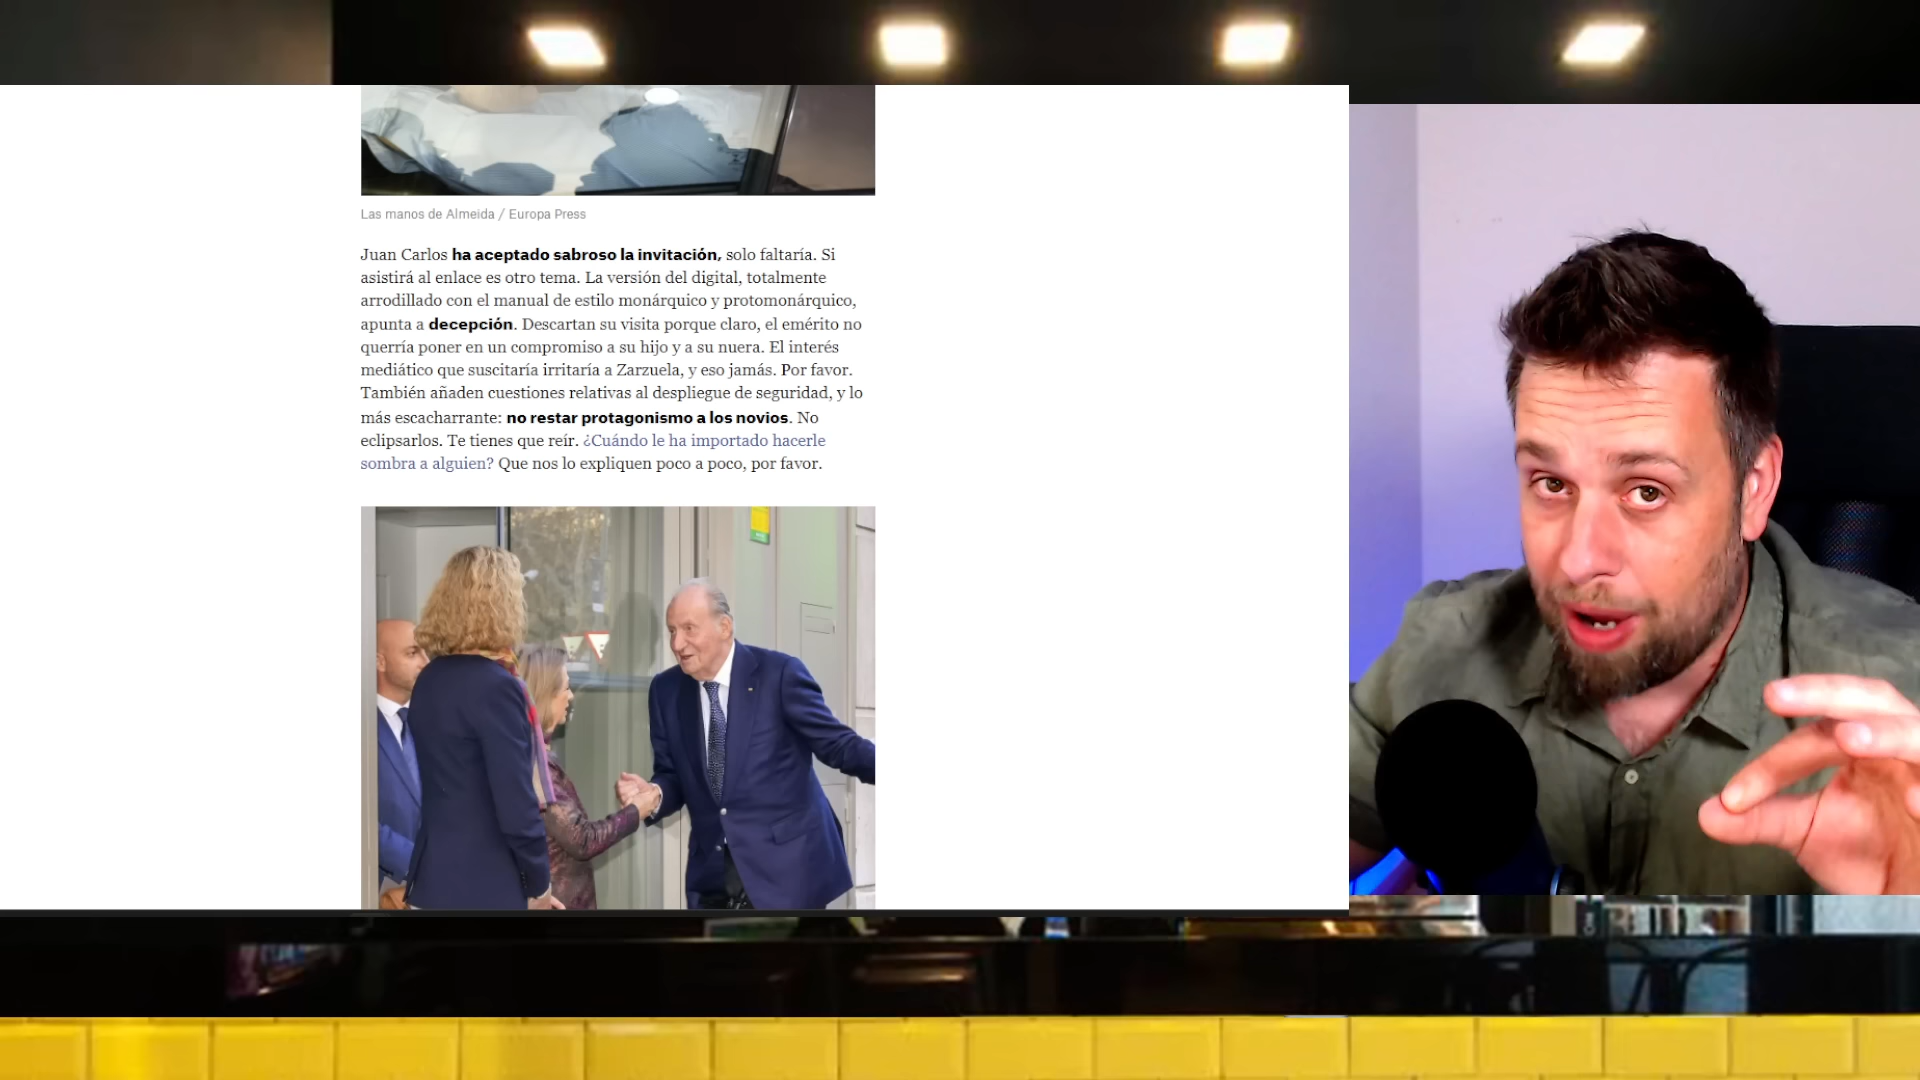 Las manos de Almeida / Europa Press
Juan Carlos ha aceptado sabroso la invitación, solo faltaría. Si
asistirá al enlace es otro tema. La versión del digital, totalmente
arrodillado con el manual de estilo monárquico y protomonárquico,
apunta a decepción. Descartan su visita porque claro, el emérito no
querría poner en un compromiso a su hijo y a su nuera. El interés
mediático que suscitaría irritaría a Zarzuela, y eso jamás. Por favor.
También añaden cuestiones relativas al despliegue de seguridad, y lo
más escacharrante: no restar protagonismo a los novios. No
eclipsarlos. Te tienes que reír. ¿Cuándo le ha importado hacerle
sombra a alguien? Que nos lo expliquen poco a poco, por favor.